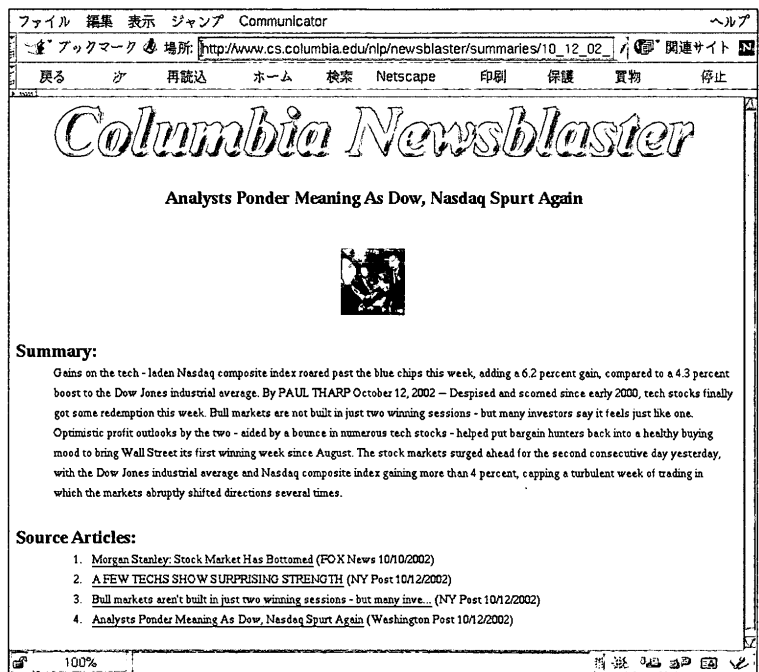 ファイル 編集 表示 ジャンプ Communicator ヘルプ
ブックマーク 場所: http://www.cs.columbia.edu/nlp/newsblaster/summaries/10_12_02_ 関連サイト N
戻る 再読込 ホーム 検索 Netscape 印刷 保護 買物 停止
Columbia Newsblaster
Analysts Ponder Meaning As Dow, Nasdaq Spurt Again
Summary:
Gains on the tech - laden Nasdaq composite index roared past the blue chips this week, adding a 6.2 percent gain, compared to a 4.3 percent
boost to the Dow Jones industrial average. By PAUL THARP October 12, 2002 -- Despised and scorned since early 2000, tech stocks finally
got some redemption this week. Bull markets are not built in just two winning sessions - but many investors say it feels just like one.
Optimistic profit outlooks by the two - aided by a bounce in numerous tech stocks - helped put bargain hunters back into a healthy buying
mood to bring Wall Street its first winning week since August. The stock markets surged ahead for the second consecutive day yesterday,
with the Dow Jones industrial average and Nasdaq composite index gaining more than 4 percent, capping a turbulent week of trading in
which the markets abruptly shifted directions several times.
Source Articles:
1. Morgan Stanley: Stock Market Has Bottomed (FOX News 10/10/2002)
2. A FEW TECHS SHOW SURPRISING STRENGTH (NY Post 10/12/2002)
3. Bull markets aren't built in just two winning sessions - but many inve... (NY Post 10/12/2002)
4. Analysts Ponder Meaning As Dow, Nasdaq Spurt Again (Washington Post 10/12/2002)
100%